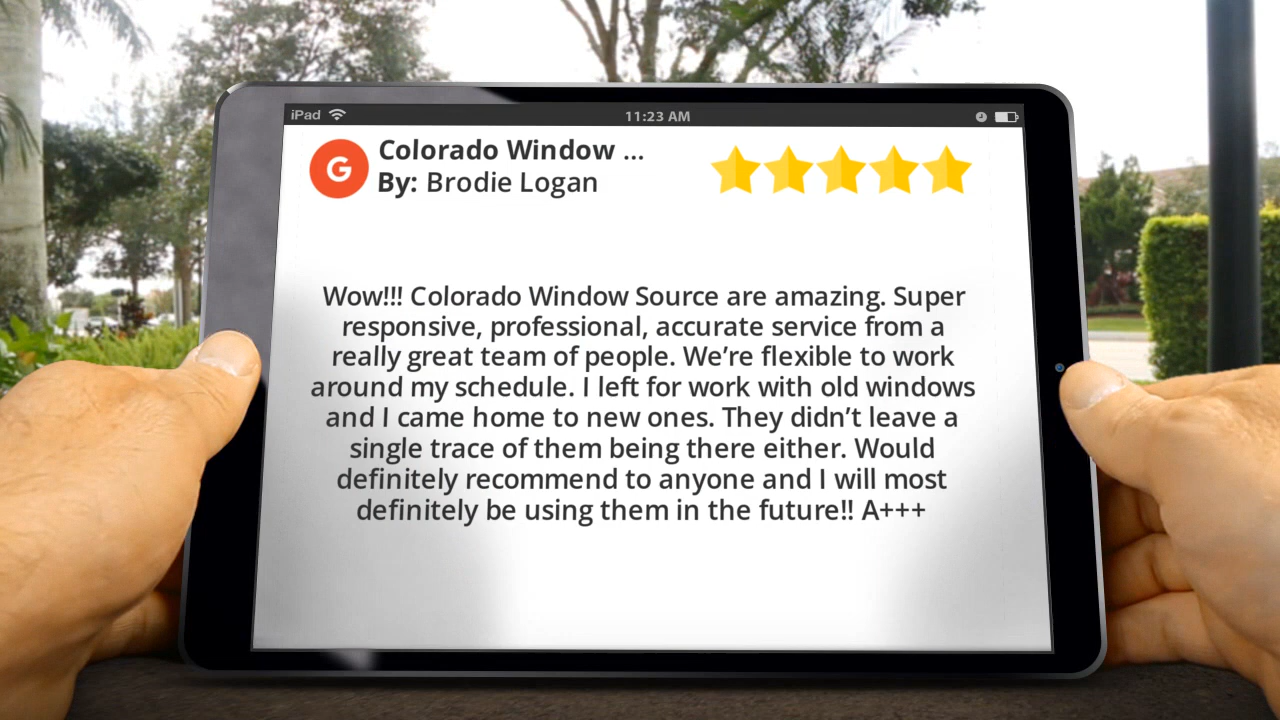 iPad 11:23 AM
G
Colorado Window ...
By: Brodie Logan
Wow!!! Colorado Window Source are amazing. Super
responsive, professional, accurate service from a
really great team of people. We’re flexible to work
around my schedule. I left for work with old windows
and I came home to new ones. They didn’t leave a
single trace of them being there either. Would
definitely recommend to anyone and I will most
definitely be using them in the future!! A+++